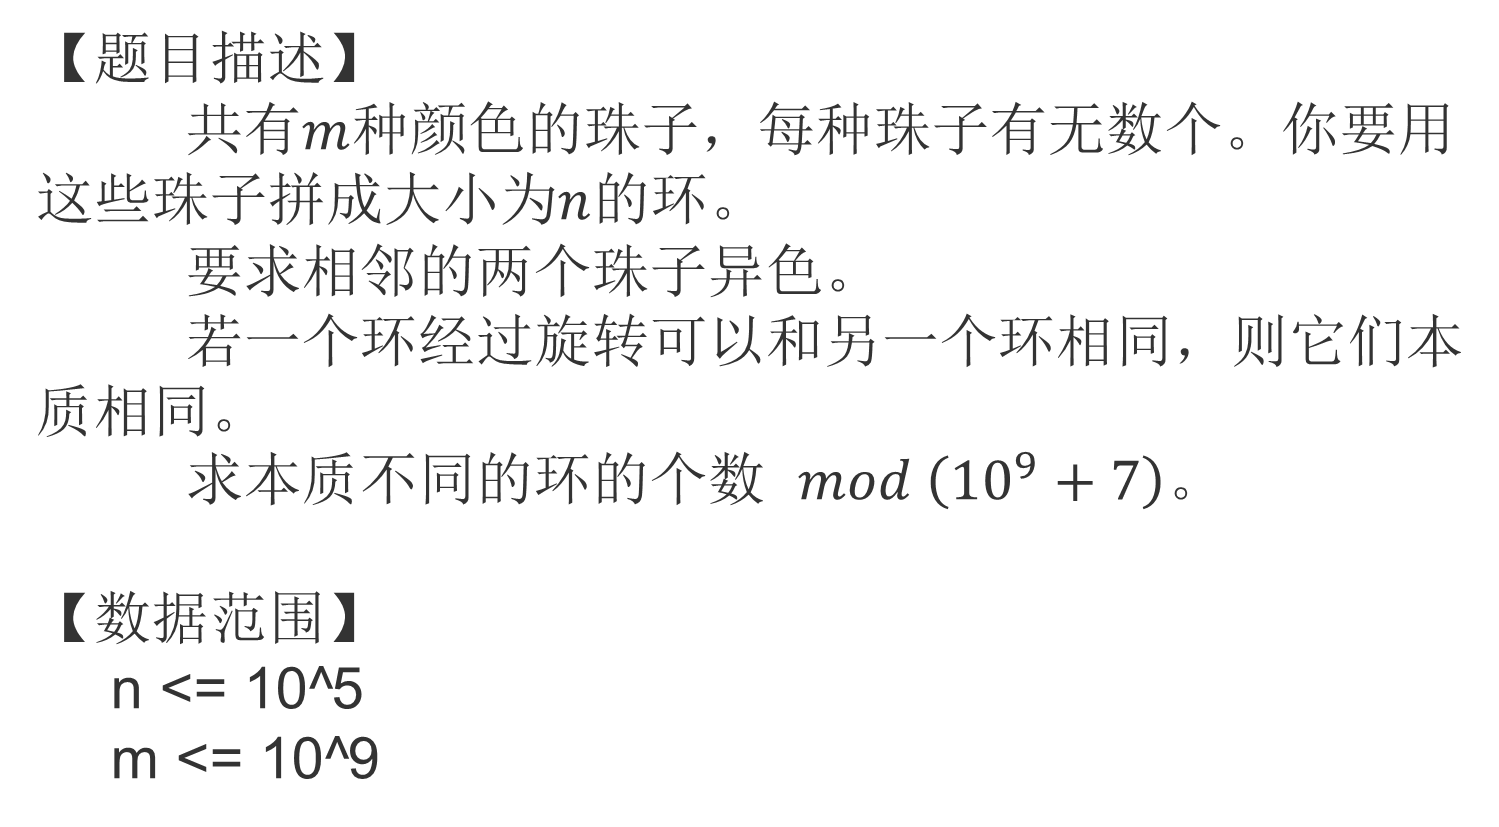 【题目描述】
共有m种颜色的珠子，每种珠子有无数个。你要用
这些珠子拼成大小为n的环。
要求相邻的两个珠子异色。
若一个环经过旋转可以和另一个环相同，则它们本
质相同。
求本质不同的环的个数 mod (10⁹ + 7)。
【数据范围】
n <= 10^5
m <= 10^9